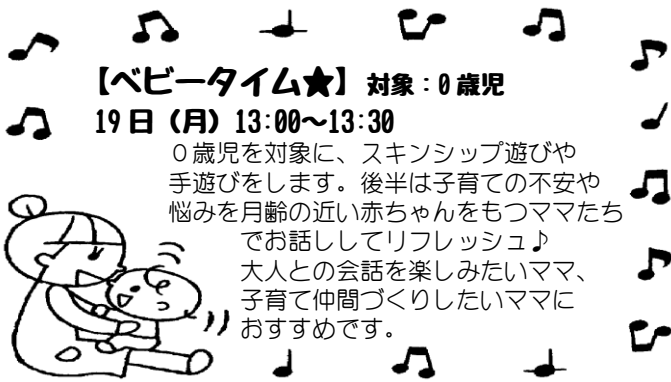 【ベビータイム★】対象：0歳児
19日（月）13:00～13:30
０歳児を対象に、スキンシップ遊びや
手遊びをします。後半は子育ての不安や
悩みを月齢の近い赤ちゃんをもつママたち
でお話ししてリフレッシュ♪
大人との会話を楽しみたいママ、
子育て仲間づくりしたいママに
おすすめです。